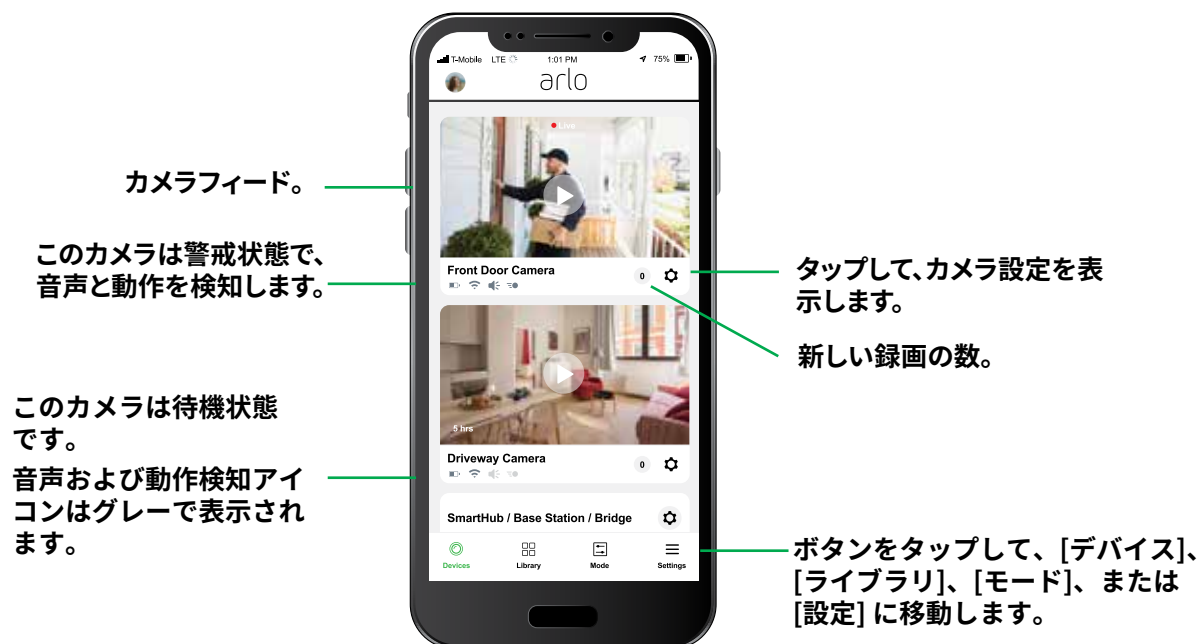 T-Mobile LTE 1:01 PM 75%
arlo
Live
カメラフィード。
このカメラは警戒状態で、
音声と動作を検知します。
Front Door Camera
0
タップして、カメラ設定を表
示します。
新しい録画の数。
このカメラは待機状態
です。
音声および動作検知アイ
コンはグレーで表示され
ます。
5 hrs
Driveway Camera
0
SmartHub / Base Station / Bridge
Devices Library Mode Settings
ボタンをタップして、[デバイス]、
[ライブラリ]、[モード]、または
[設定] に移動します。